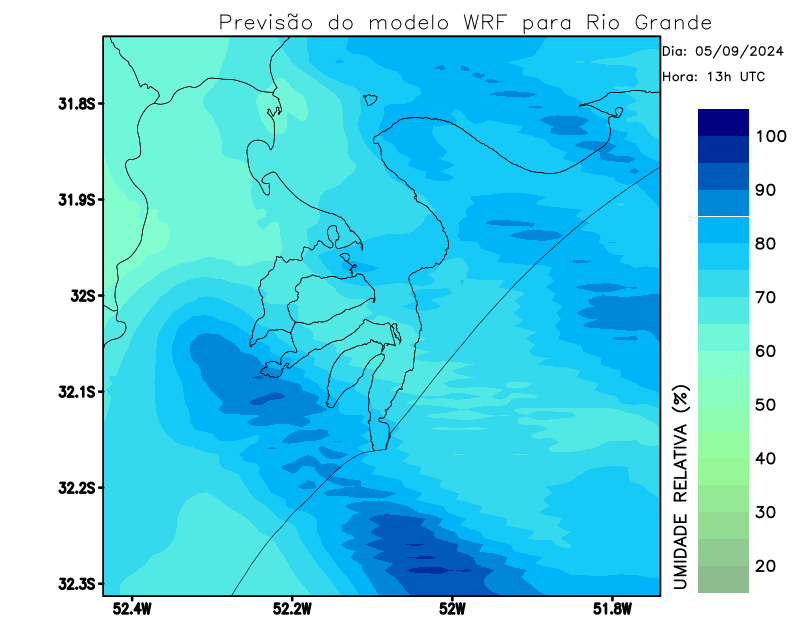 Previsão do modelo WRF para Rio Grande
Dia: 05/09/2024
Hora: 13h UTC
31.8S
31.9S
32S
32.1S
32.2S
32.3S
52.4W
52.2W
52W
51.8W
100
90
80
70
60
50
40
30
20
UMIDADE RELATIVA (%)